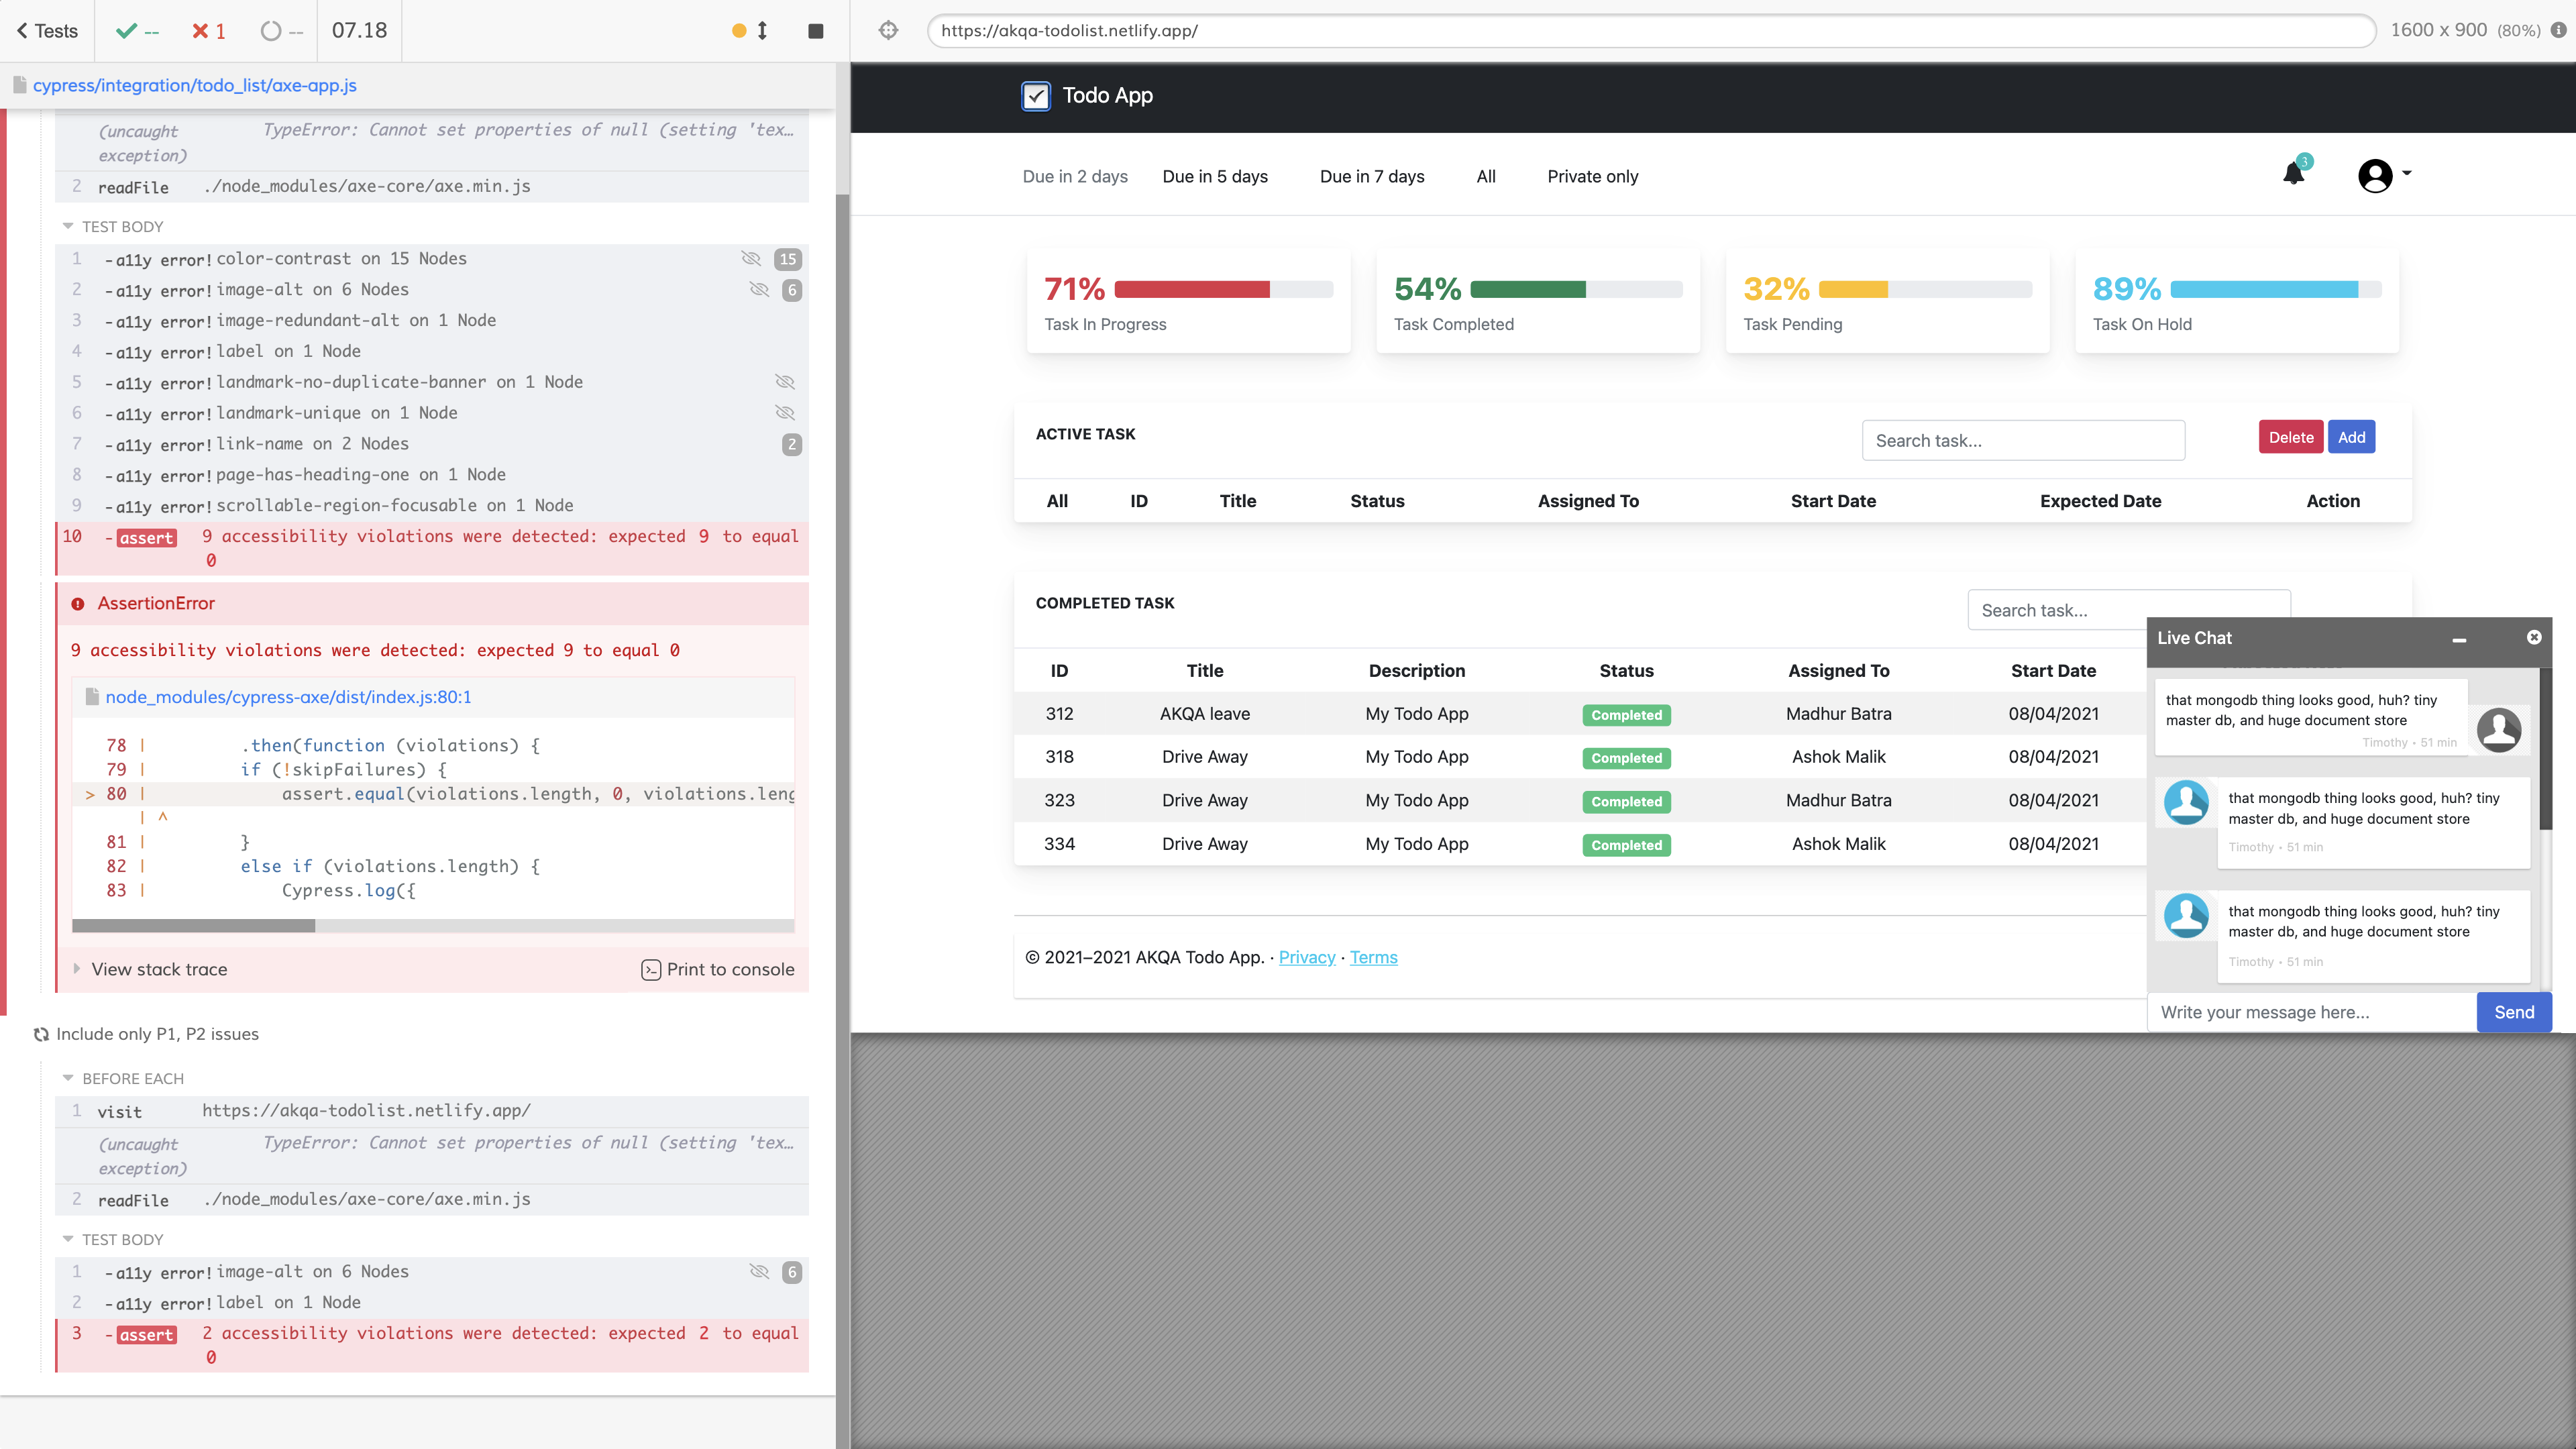 Tests
--
1
--
07.18
cypress/integration/todo_list/axe-app.js
(uncaught exception) TypeError: Cannot set properties of null (setting 'tex…
2 readFile ./node_modules/axe-core/axe.min.js
TEST BODY
1 -a11y error! color-contrast on 15 Nodes 15
2 -a11y error! image-alt on 6 Nodes 6
3 -a11y error! image-redundant-alt on 1 Node
4 -a11y error! label on 1 Node
5 -a11y error! landmark-no-duplicate-banner on 1 Node
6 -a11y error! landmark-unique on 1 Node
7 -a11y error! link-name on 2 Nodes 2
8 -a11y error! page-has-heading-one on 1 Node
9 -a11y error! scrollable-region-focusable on 1 Node
10 -assert 9 accessibility violations were detected: expected 9 to equal
0
AssertionError
9 accessibility violations were detected: expected 9 to equal 0
node_modules/cypress-axe/dist/index.js:80:1
78 | .then(function (violations) {
79 | if (!skipFailures) {
> 80 | assert.equal(violations.length, 0, violations.leng
| ^
81 | }
82 | else if (violations.length) {
83 | Cypress.log({
View stack trace
Print to console
Include only P1, P2 issues
BEFORE EACH
1 visit https://akqa-todolist.netlify.app/
(uncaught exception) TypeError: Cannot set properties of null (setting 'tex…
2 readFile ./node_modules/axe-core/axe.min.js
TEST BODY
1 -a11y error! image-alt on 6 Nodes 6
2 -a11y error! label on 1 Node
3 -assert 2 accessibility violations were detected: expected 2 to equal
0
https://akqa-todolist.netlify.app/
1600 x 900 (80%)
Todo App
Due in 2 days Due in 5 days Due in 7 days All Private only
3
71%
Task In Progress
54%
Task Completed
32%
Task Pending
89%
Task On Hold
ACTIVE TASK
Search task...
Delete Add
All ID Title Status Assigned To Start Date Expected Date Action
COMPLETED TASK
Search task...
ID Title Description Status Assigned To Start Date
312 AKQA leave My Todo App Completed Madhur Batra 08/04/2021
318 Drive Away My Todo App Completed Ashok Malik 08/04/2021
323 Drive Away My Todo App Completed Madhur Batra 08/04/2021
334 Drive Away My Todo App Completed Ashok Malik 08/04/2021
© 2021–2021 AKQA Todo App. · Privacy · Terms
Live Chat
that mongodb thing looks good, huh? tiny
master db, and huge document store
Timothy • 51 min
that mongodb thing looks good, huh? tiny
master db, and huge document store
Timothy • 51 min
that mongodb thing looks good, huh? tiny
master db, and huge document store
Timothy • 51 min
Write your message here...
Send